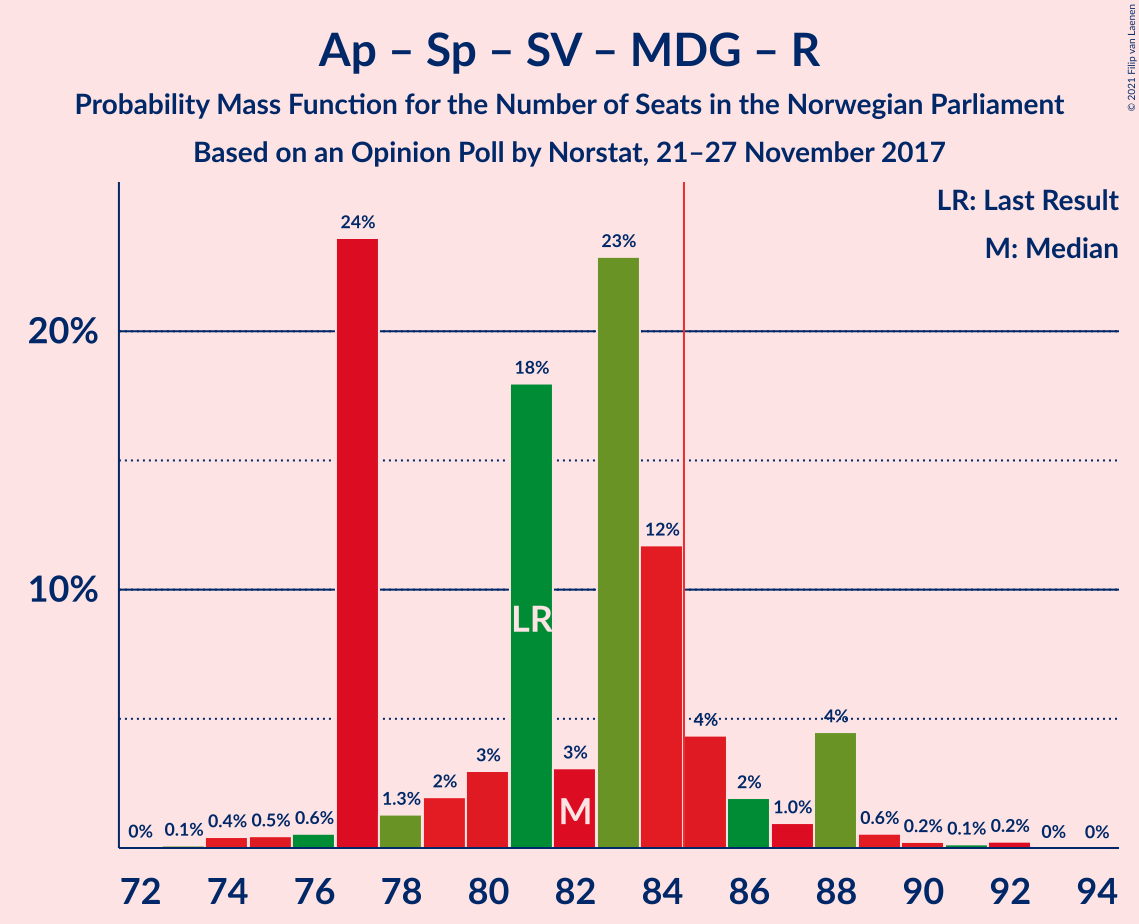 Ap – Sp – SV – MDG – R
Probability Mass Function for the Number of Seats in the Norwegian Parliament
Based on an Opinion Poll by Norstat, 21–27 November 2017
© 2021 Filip van Laenen
LR: Last Result
M: Median
20%
10%
0%
0.1%
0.4%
0.5%
0.6%
24%
1.3%
2%
3%
18%
3%
23%
12%
4%
2%
1.0%
4%
0.6%
0.2%
0.1%
0.2%
0%
0%
LR
M
72 74 76 78 80 82 84 86 88 90 92 94